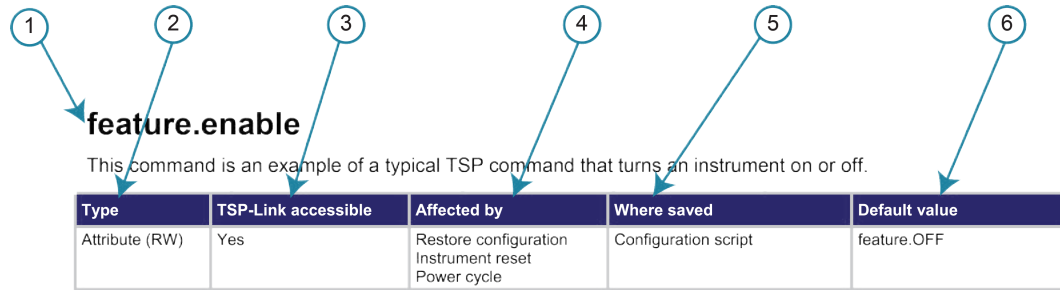 1 2 3 4 5 6
feature.enable
This command is an example of a typical TSP command that turns an instrument on or off.
Type TSP-Link accessible Affected by Where saved Default value
Attribute (RW) Yes Restore configuration Configuration script feature.OFF
Instrument reset
Power cycle